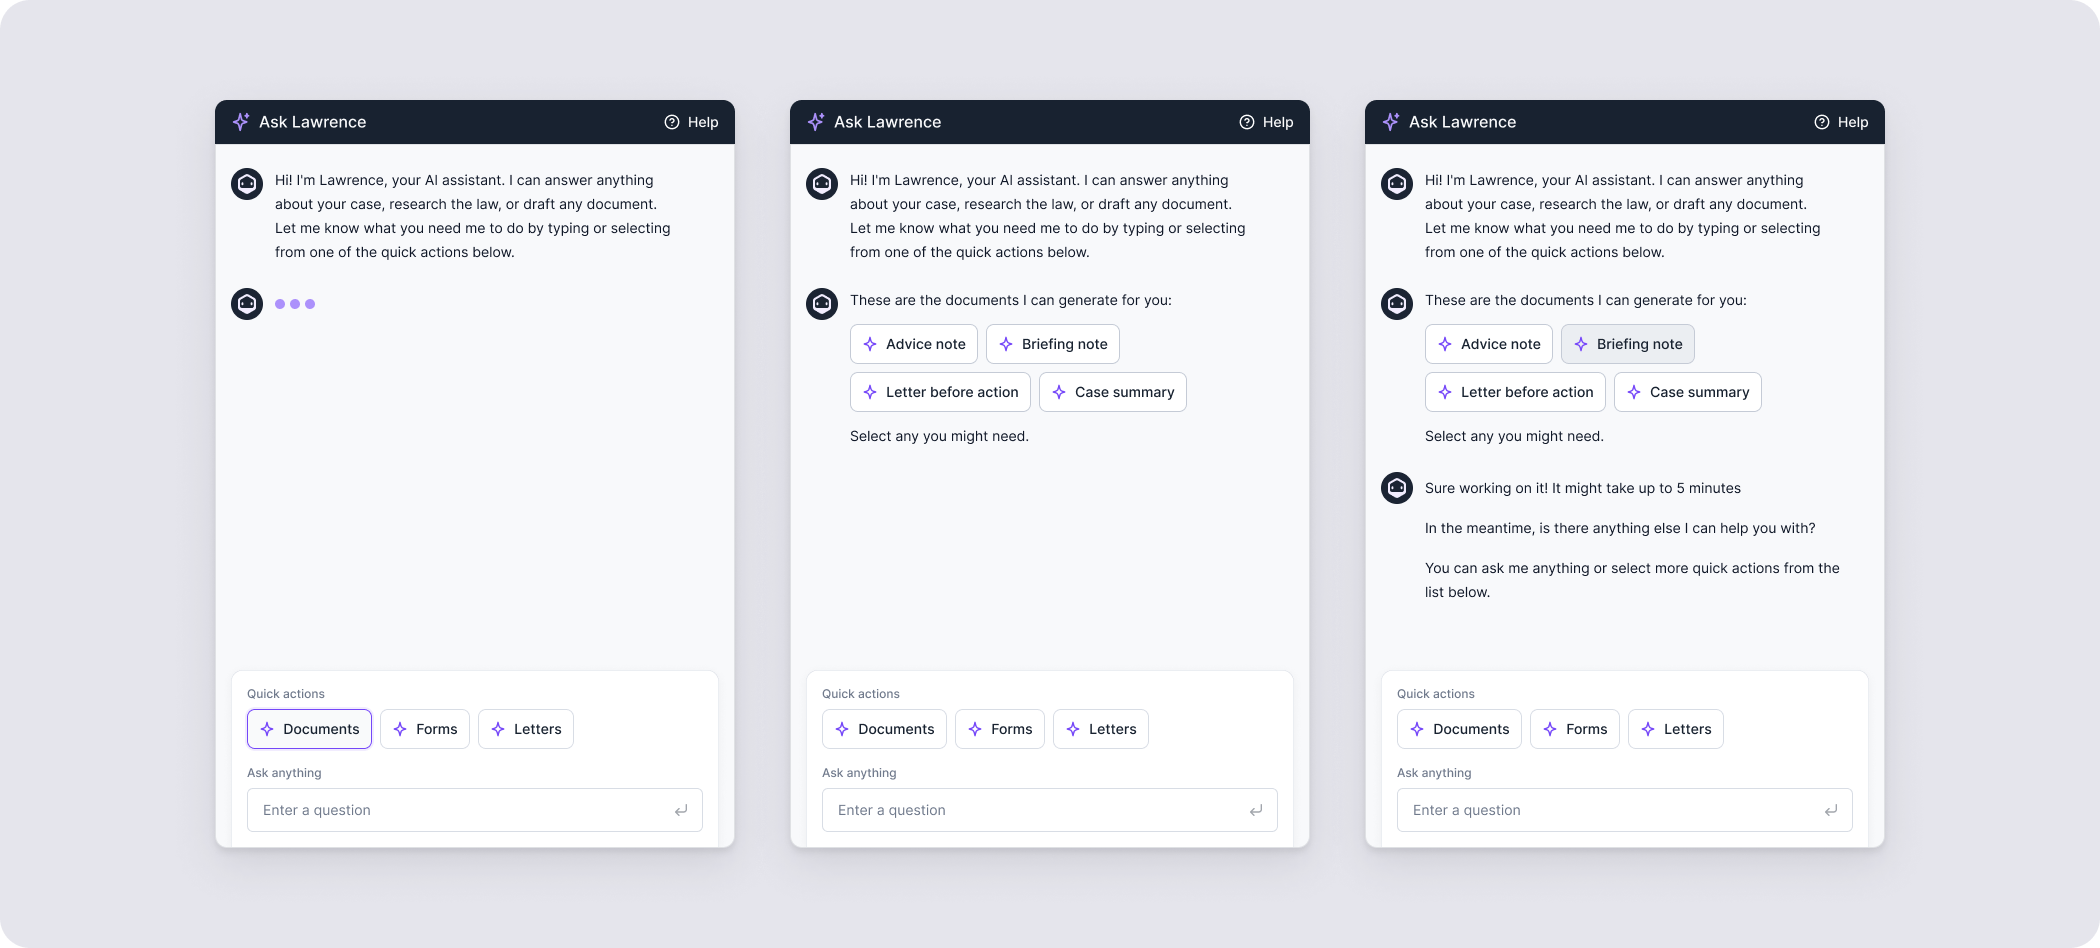 Ask Lawrence
Help
Hi! I'm Lawrence, your AI assistant. I can answer anything
about your case, research the law, or draft any document.
Let me know what you need me to do by typing or selecting
from one of the quick actions below.
Quick actions
Documents
Forms
Letters
Ask anything
Enter a question
Ask Lawrence
Help
Hi! I'm Lawrence, your AI assistant. I can answer anything
about your case, research the law, or draft any document.
Let me know what you need me to do by typing or selecting
from one of the quick actions below.
These are the documents I can generate for you:
Advice note
Briefing note
Letter before action
Case summary
Select any you might need.
Quick actions
Documents
Forms
Letters
Ask anything
Enter a question
Ask Lawrence
Help
Hi! I'm Lawrence, your AI assistant. I can answer anything
about your case, research the law, or draft any document.
Let me know what you need me to do by typing or selecting
from one of the quick actions below.
These are the documents I can generate for you:
Advice note
Briefing note
Letter before action
Case summary
Select any you might need.
Sure working on it! It might take up to 5 minutes
In the meantime, is there anything else I can help you with?
You can ask me anything or select more quick actions from the
list below.
Quick actions
Documents
Forms
Letters
Ask anything
Enter a question